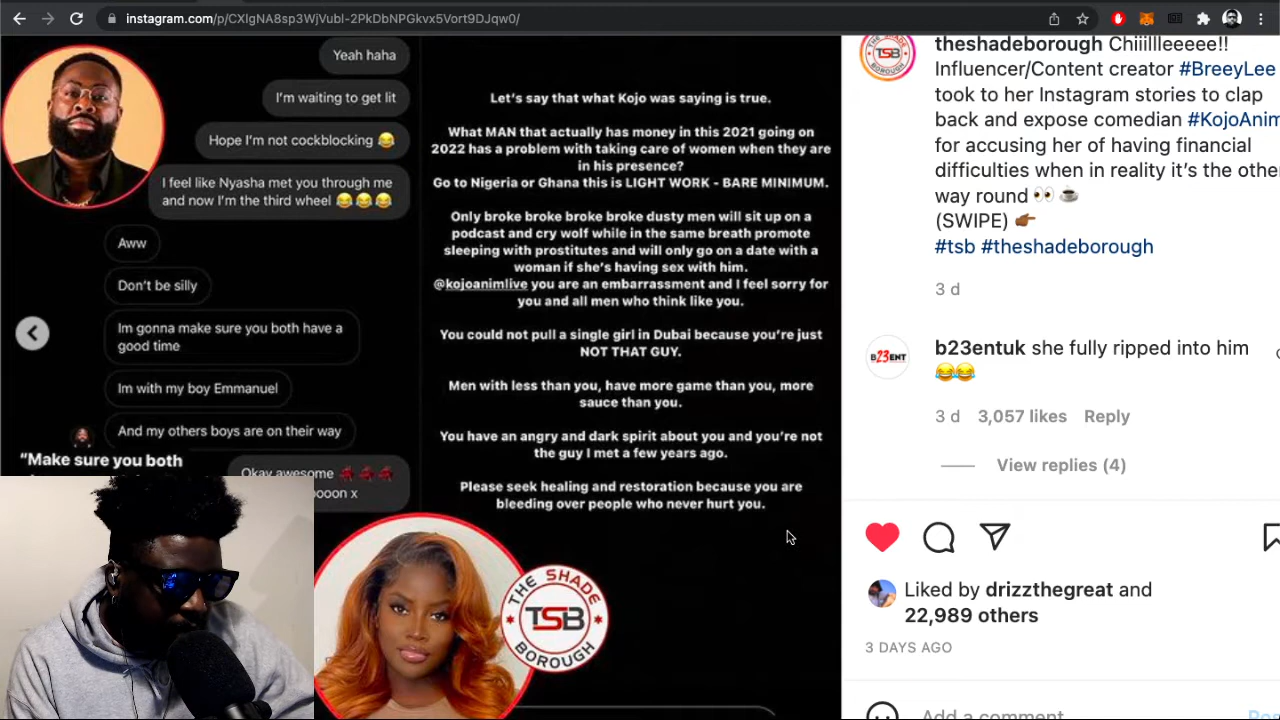 instagram.com/p/CXIgNA8sp3WjVubI-2PkDbNPGkvx5Vort9DJqw0/
Yeah haha
I'm waiting to get lit
Hope I'm not cockblocking 😂
I feel like Nyasha met you through me
and now I'm the third wheel 😂😂😂
Aww
Don't be silly
Im gonna make sure you both have a
good time
Im with my boy Emmanuel
And my others boys are on their way
"Make sure you both
Okay awesome
ooon x
Let's say that what Kojo was saying is true.
What MAN that actually has money in this 2021 going on
2022 has a problem with taking care of women when they are
in his presence?
Go to Nigeria or Ghana this is LIGHT WORK - BARE MINIMUM.
Only broke broke broke broke dusty men will sit up on a
podcast and cry wolf while in the same breath promote
sleeping with prostitutes and will only go on a date with a
woman if she's having sex with him.
@kojoanimlive you are an embarrassment and I feel sorry for
you and all men who think like you.
You could not pull a single girl in Dubai because you're just
NOT THAT GUY.
Men with less than you, have more game than you, more
sauce than you.
You have an angry and dark spirit about you and you're not
the guy I met a few years ago.
Please seek healing and restoration because you are
bleeding over people who never hurt you.
THE SHADE
TSB
BOROUGH
THE SHADE
TSB
BOROUGH
theshadeborough Chiiillleeeee!!
Influencer/Content creator #BreeyLee
took to her Instagram stories to clap
back and expose comedian #KojoAnim
for accusing her of having financial
difficulties when in reality it's the other
way round 👀 ☕
(SWIPE) 👉🏾
#tsb #theshadeborough
3 d
B23ENT
b23entuk she fully ripped into him
😂😂
3 d 3,057 likes Reply
View replies (4)
Liked by drizzthegreat and
22,989 others
3 DAYS AGO
Add a comment